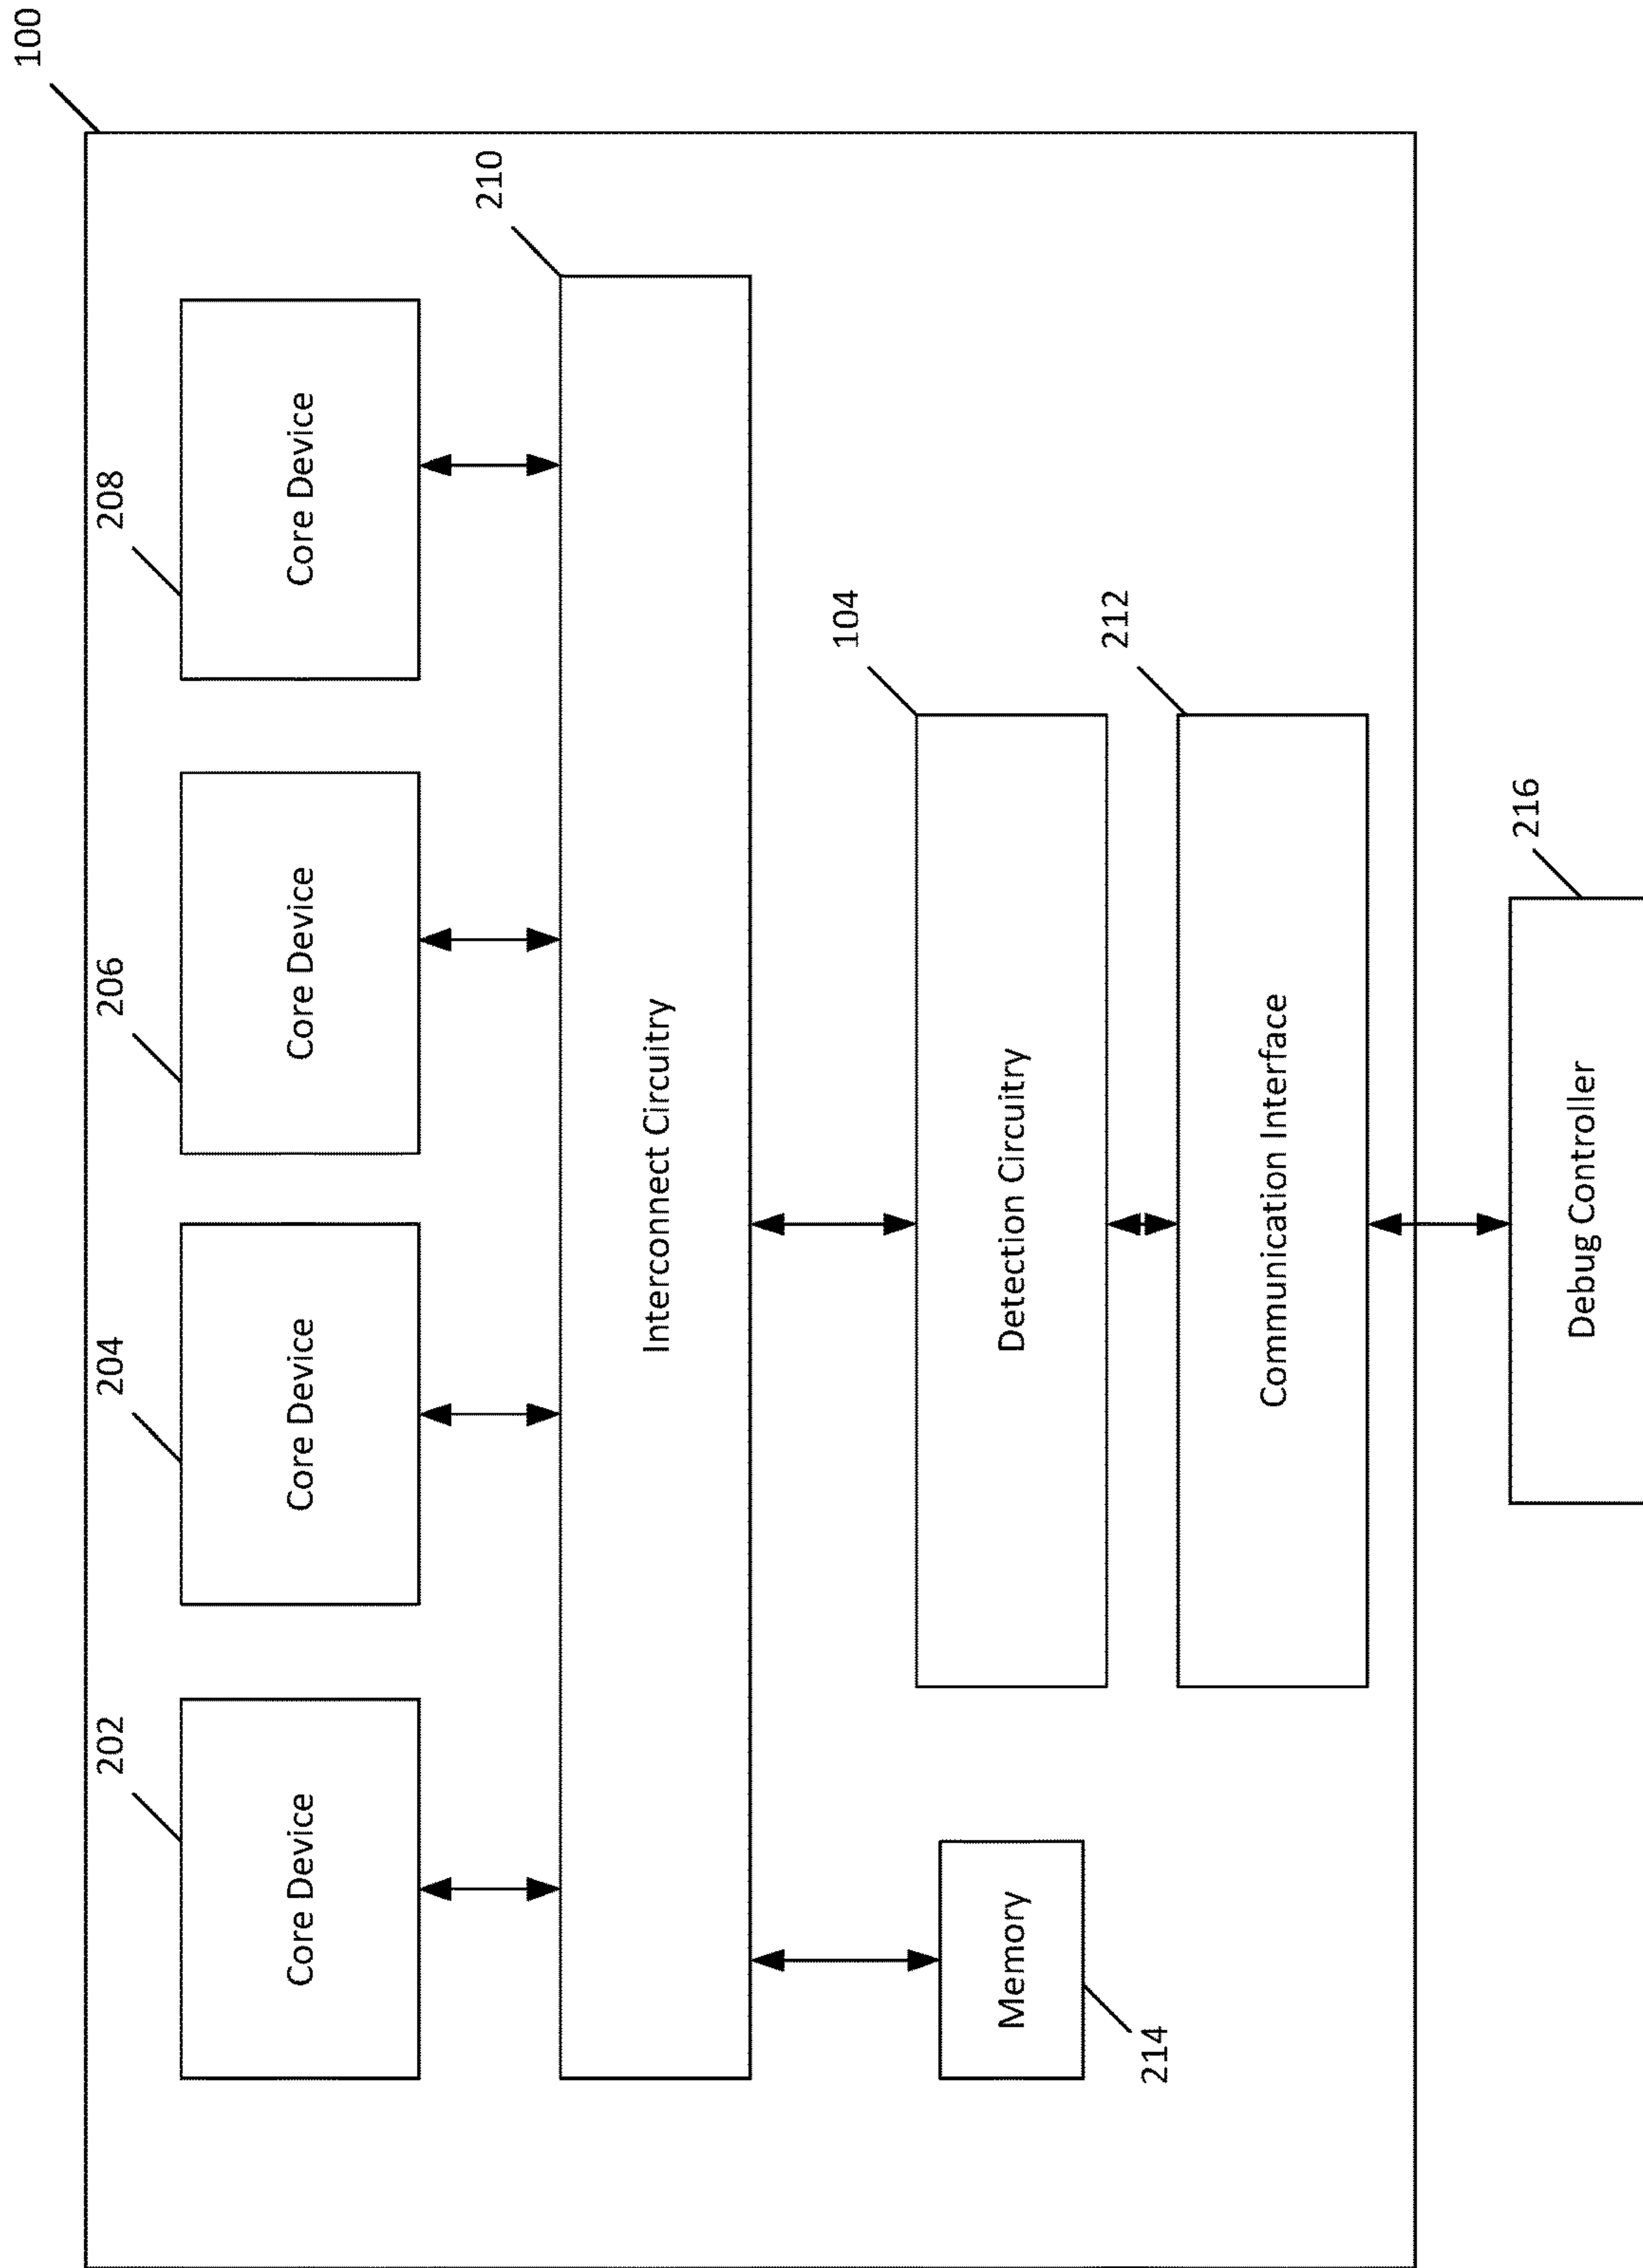 100
202
204
206
208
Core Device
Core Device
Core Device
Core Device
210
Interconnect Circuitry
104
Memory
Detection Circuitry
214
212
Communication Interface
216
Debug Controller